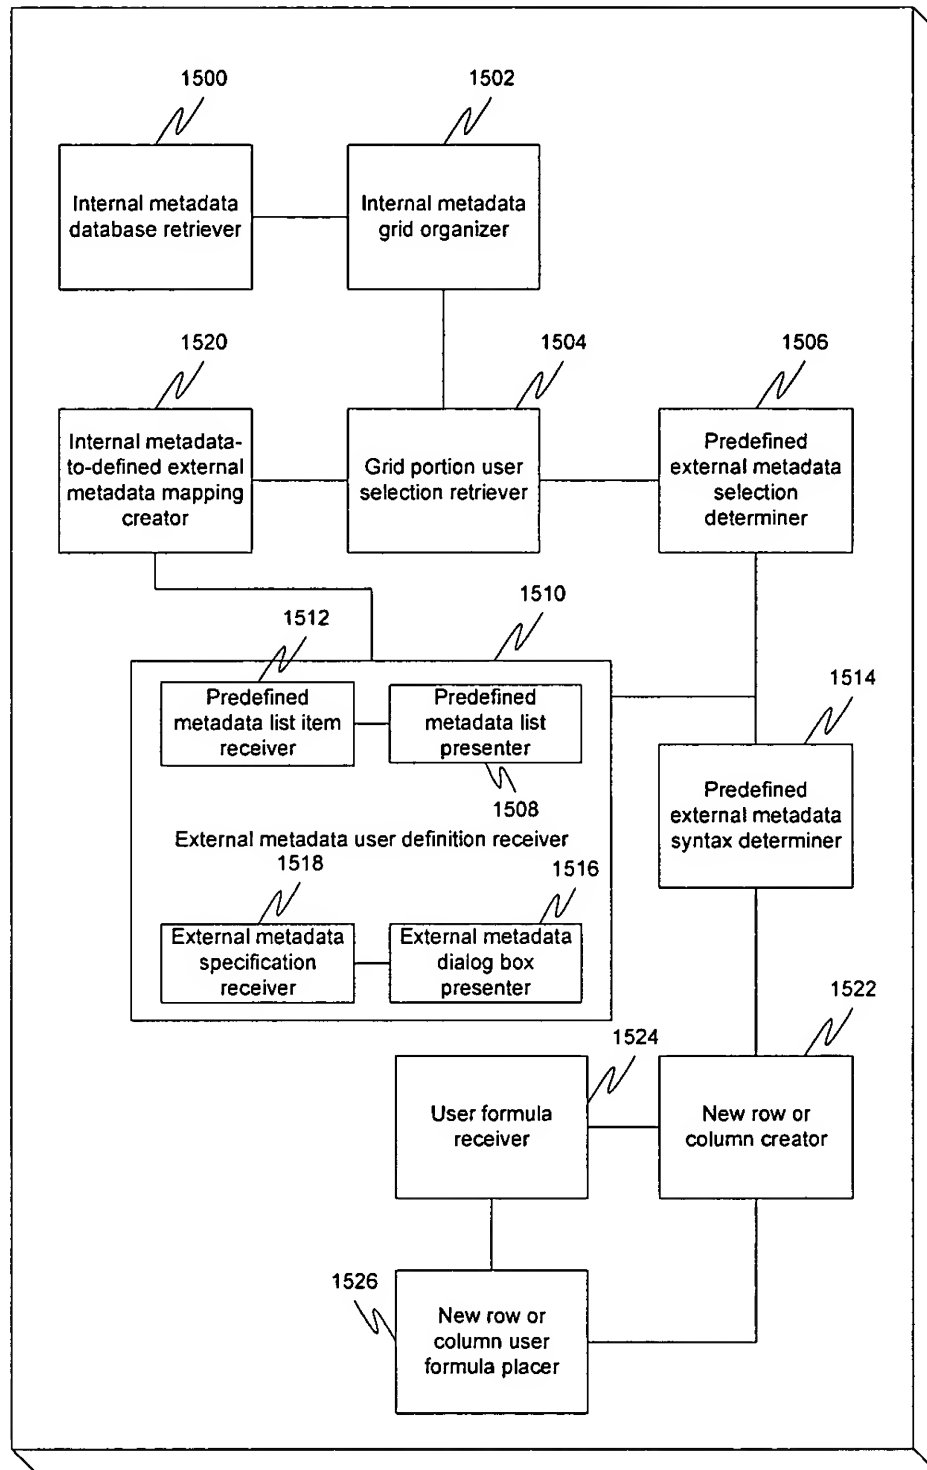 1500
1502
Internal metadata
database retriever
Internal metadata
grid organizer
1520
1504
1506
Internal metadata-
to-defined external
metadata mapping
creator
Grid portion user
selection retriever
Predefined
external metadata
selection
determiner
1512
1510
Predefined
metadata list item
receiver
Predefined
metadata list
presenter
1508
1514
Predefined
external metadata
syntax determiner
External metadata user definition receiver
1518
1516
External metadata
specification
receiver
External metadata
dialog box
presenter
1522
1524
User formula
receiver
New row or
column creator
1526
New row or
column user
formula placer